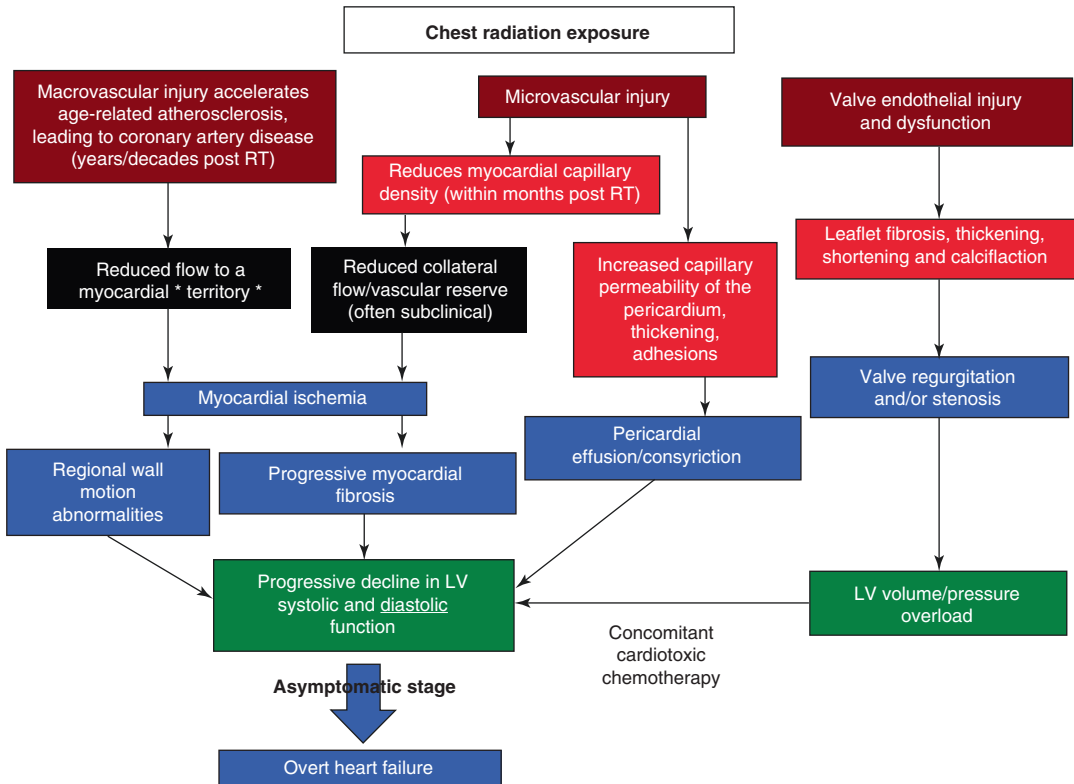 Chest radiation exposure
Macrovascular injury accelerates
age-related atherosclerosis,
leading to coronary artery disease
(years/decades post RT)
Microvascular injury
Valve endothelial injury
and dysfunction
Reduces myocardial capillary
density (within months post RT)
Leaflet fibrosis, thickening,
shortening and calciflaction
Reduced flow to a
myocardial * territory *
Reduced collateral
flow/vascular reserve
(often subclinical)
Increased capillary
permeability of the
pericardium,
thickening,
adhesions
Myocardial ischemia
Valve regurgitation
and/or stenosis
Regional wall
motion
abnormalities
Progressive myocardial
fibrosis
Pericardial
effusion/consyriction
Progressive decline in LV
systolic and diastolic
function
LV volume/pressure
overload
Concomitant
cardiotoxic
chemotherapy
Asymptomatic stage
Overt heart failure